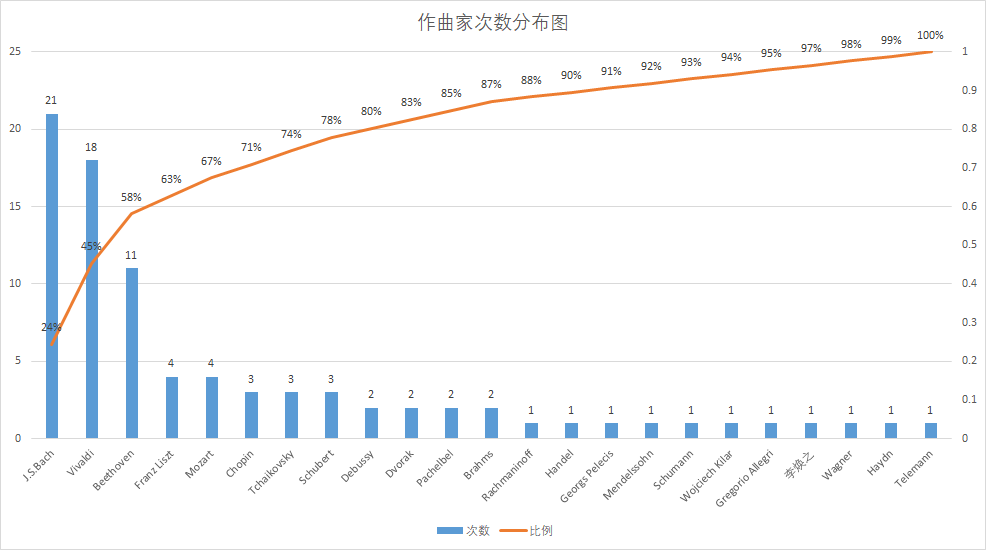 作曲家次数分布图
25
20
15
10
5
0
1
0.9
0.8
0.7
0.6
0.5
0.4
0.3
0.2
0.1
0
21
18
11
4
4
3
3
3
2
2
2
2
1
1
1
1
1
1
1
1
1
1
1
24%
45%
58%
63%
67%
71%
74%
78%
80%
83%
85%
87%
88%
90%
91%
92%
93%
94%
95%
97%
98%
99%
100%
J.S.Bach
Vivaldi
Beethoven
Franz Liszt
Mozart
Chopin
Tchaikovsky
Schubert
Debussy
Dvorak
Pachelbel
Brahms
Rachmaninoff
Handel
Georgs Pelecis
Mendelssohn
Schumann
Wojciech Kilar
Gregorio Allegri
李焕之
Wagner
Haydn
Telemann
次数
比例